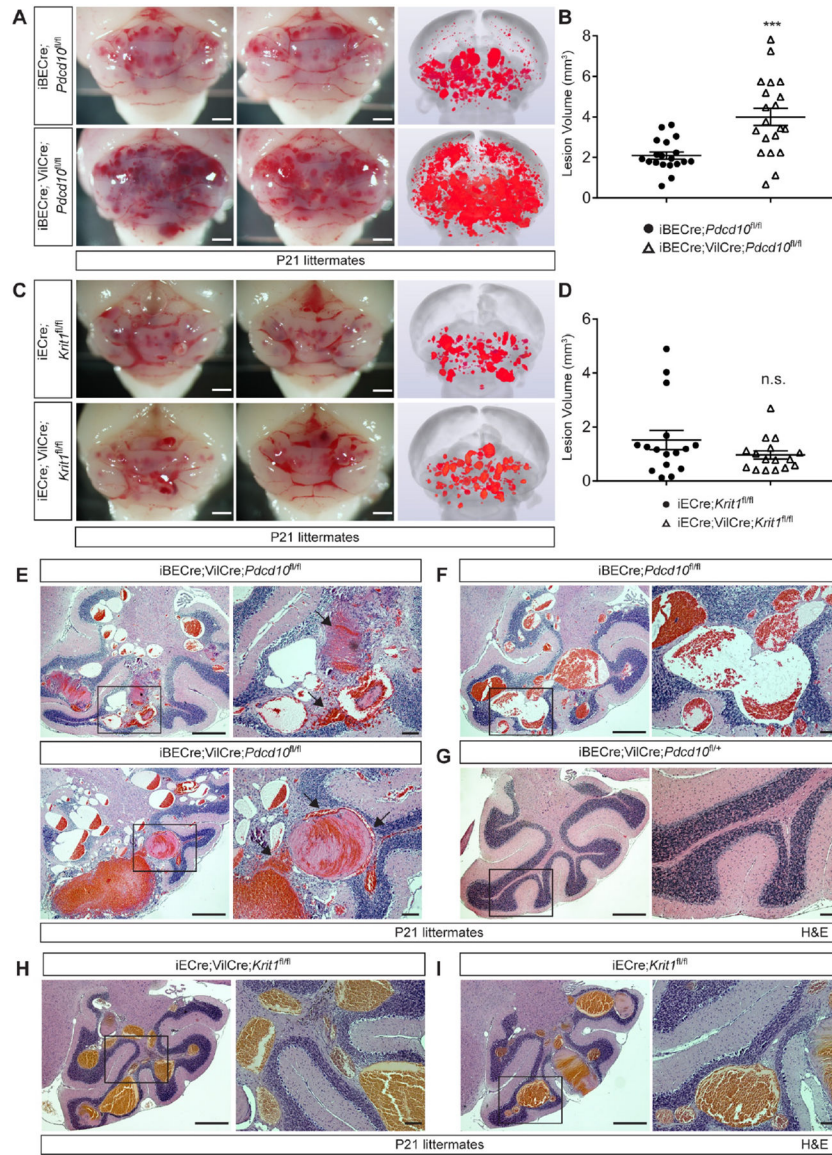 A
iBECre;
Pdcd10fl/fl
iBECre; VilCre;
Pdcd10fl/fl
P21 littermates
B
***
Lesion Volume (mm3)
8
6
4
2
0
iBECre;Pdcd10fl/fl
iBECre;VilCre;Pdcd10fl/fl
C
iECre;
Krit1fl/fl
iECre; VilCre;
Krit1fl/fl
P21 littermates
D
n.s.
Lesion Volume (mm3)
6
4
2
0
iECre;Krit1fl/fl
iECre;VilCre;Krit1fl/fl
E
iBECre;VilCre;Pdcd10fl/fl
iBECre;VilCre;Pdcd10fl/fl
F
iBECre;Pdcd10fl/fl
G
iBECre;VilCre;Pdcd10fl/+
P21 littermates
H&E
H
iECre;VilCre;Krit1fl/fl
I
iECre;Krit1fl/fl
P21 littermates
H&E